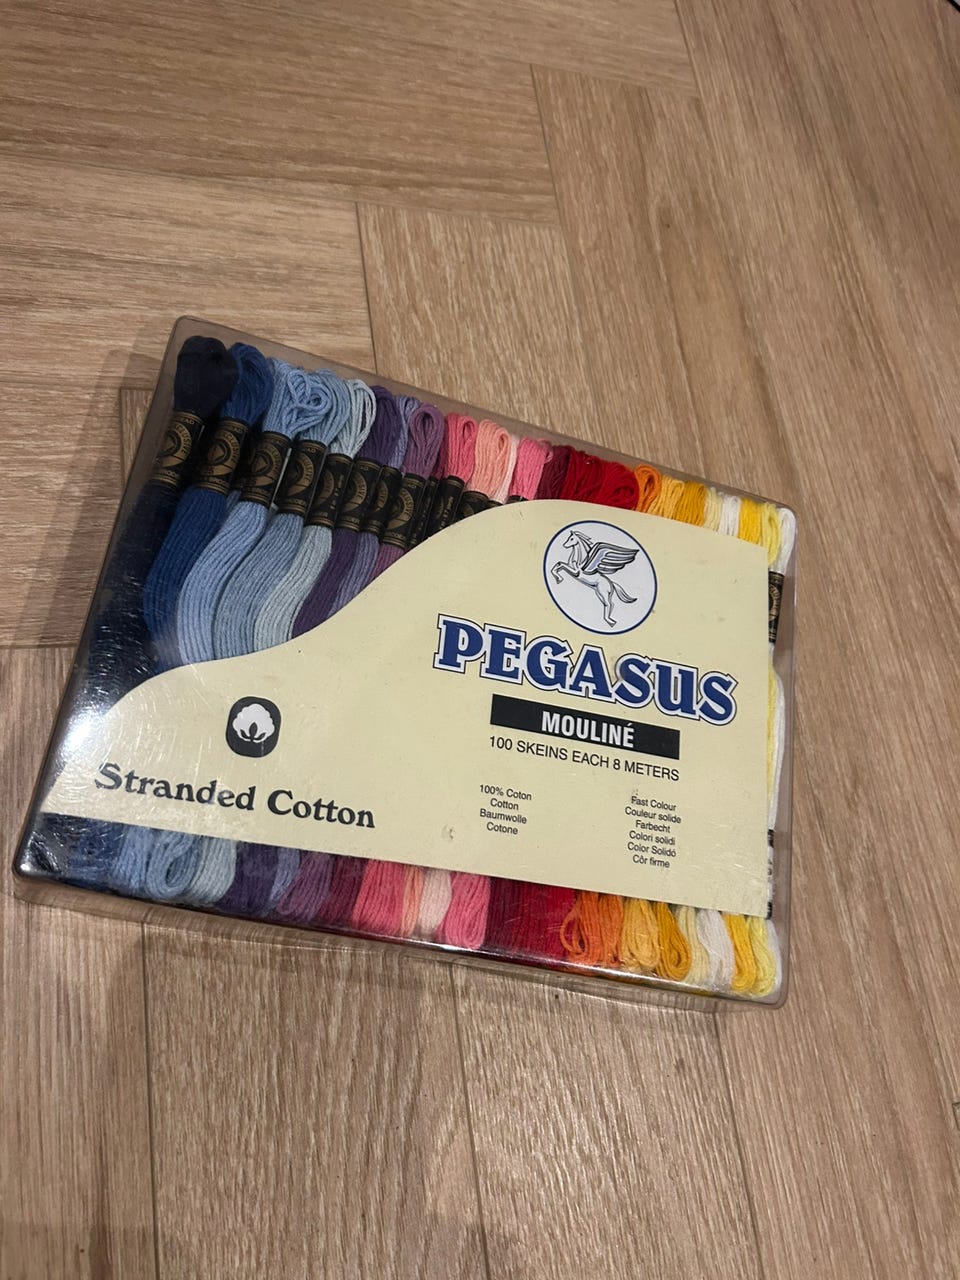 PEGASUS
MOULINÉ
100 SKEINS EACH 8 METERS
Stranded Cotton
100% Coton
Cotton
Baumwolle
Cotone
Fast Colour
Couleur solide
Farbecht
Colori solidi
Color Solidó
Côr firme